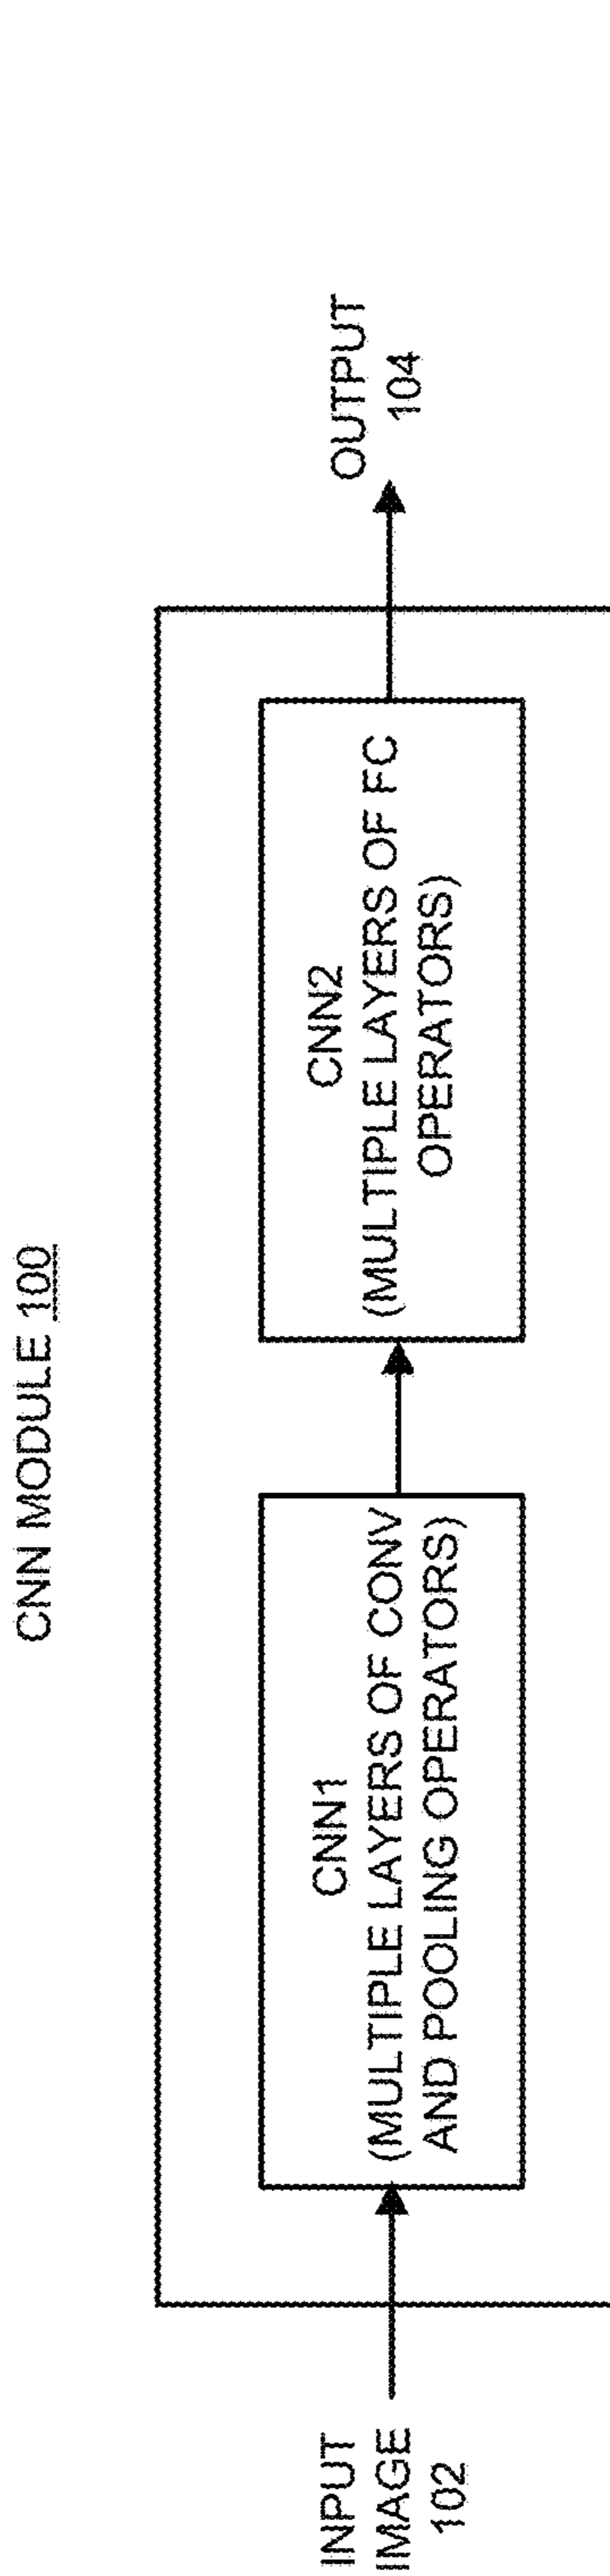 CNN MODULE 100
INPUT
IMAGE
102
CNN1
(MULTIPLE LAYERS OF CONV
AND POOLING OPERATORS)
CNN2
(MULTIPLE LAYERS OF FC
OPERATORS)
OUTPUT
104